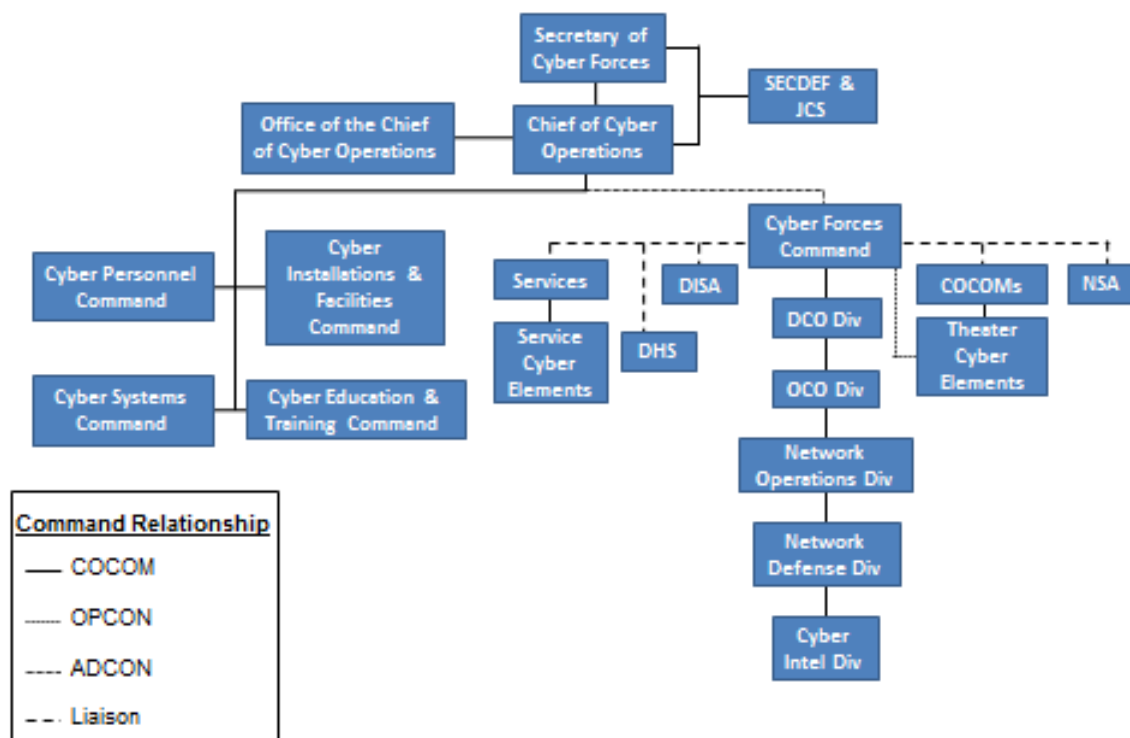 Secretary of
Cyber Forces
SECDEF &
JCS
Office of the Chief
of Cyber Operations
Chief of Cyber
Operations
Cyber Forces
Command
Cyber Personnel
Command
Cyber
Installations &
Facilities
Command
Services
DISA
COCOMs
NSA
DCO Div
Service
Cyber
Elements
DHS
Theater
Cyber
Elements
OCO Div
Cyber Systems
Command
Cyber Education &
Training Command
Network
Operations Div
Network
Defense Div
Cyber
Intel Div
Command Relationship
COCOM
OPCON
ADCON
Liaison